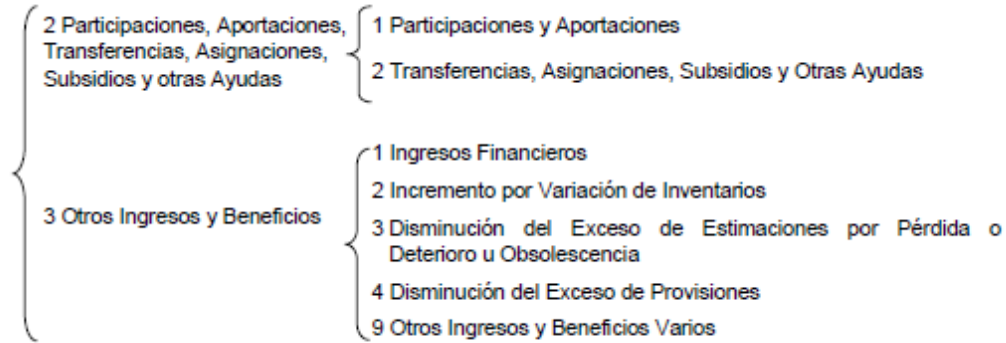 2 Participaciones, Aportaciones,
Transferencias, Asignaciones,
Subsidios y otras Ayudas
1 Participaciones y Aportaciones
2 Transferencias, Asignaciones, Subsidios y Otras Ayudas
3 Otros Ingresos y Beneficios
1 Ingresos Financieros
2 Incremento por Variación de Inventarios
3 Disminución del Exceso de Estimaciones por Pérdida o
Deterioro u Obsolescencia
4 Disminución del Exceso de Provisiones
9 Otros Ingresos y Beneficios Varios